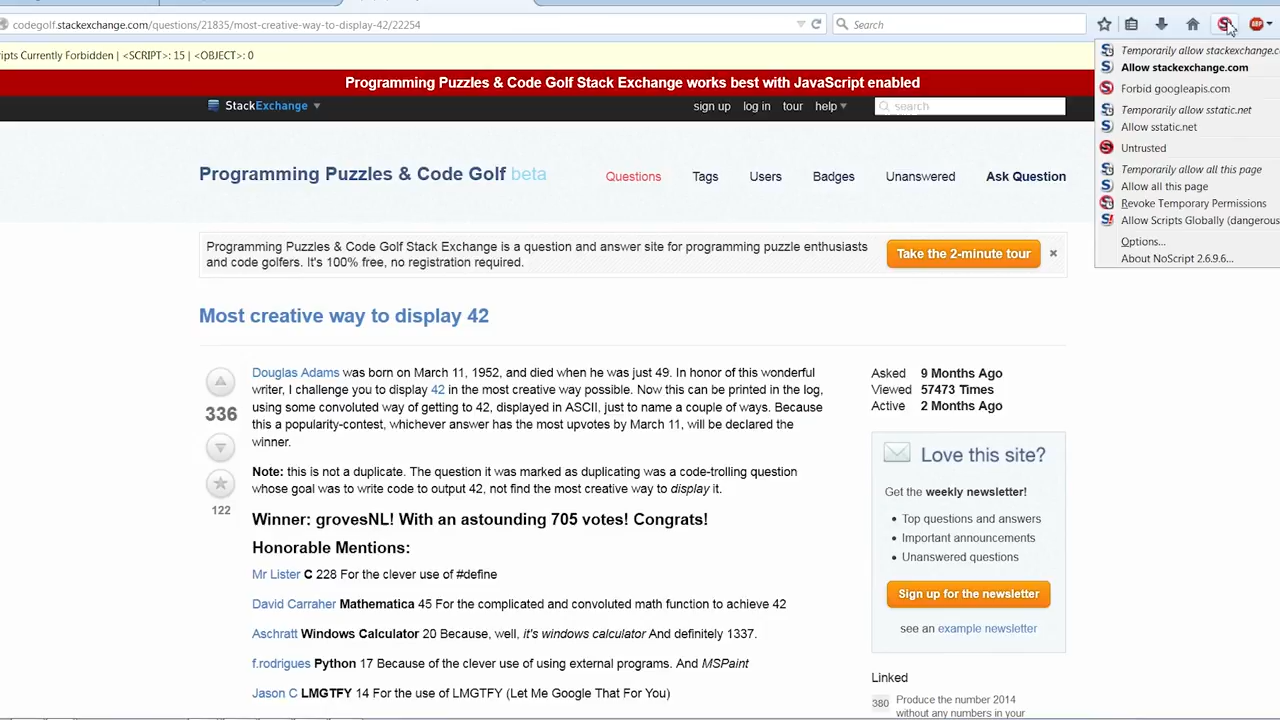 codegolf.stackexchange.com/questions/21835/most-creative-way-to-display-42/22254
Search
ipts Currently Forbidden | <SCRIPT>: 15 | <OBJECT>: 0
Temporarily allow stackexchange.c
Allow stackexchange.com
Forbid googleapis.com
Temporarily allow sstatic.net
Allow sstatic.net
Untrusted
Temporarily allow all this page
Allow all this page
Revoke Temporary Permissions
Allow Scripts Globally (dangerous
Options...
About NoScript 2.6.9.6...
Programming Puzzles & Code Golf Stack Exchange works best with JavaScript enabled
StackExchange
sign up log in tour help
search
Programming Puzzles & Code Golf beta
Questions Tags Users Badges Unanswered Ask Question
Programming Puzzles & Code Golf Stack Exchange is a question and answer site for programming puzzle enthusiasts
and code golfers. It's 100% free, no registration required.
Take the 2-minute tour
×
Most creative way to display 42
336
122
Douglas Adams was born on March 11, 1952, and died when he was just 49. In honor of this wonderful
writer, I challenge you to display 42 in the most creative way possible. Now this can be printed in the log,
using some convoluted way of getting to 42, displayed in ASCII, just to name a couple of ways. Because
this a popularity-contest, whichever answer has the most upvotes by March 11, will be declared the
winner.
Note: this is not a duplicate. The question it was marked as duplicating was a code-trolling question
whose goal was to write code to output 42, not find the most creative way to display it.
Winner: grovesNL! With an astounding 705 votes! Congrats!
Honorable Mentions:
Mr Lister C 228 For the clever use of #define
David Carraher Mathematica 45 For the complicated and convoluted math function to achieve 42
Aschratt Windows Calculator 20 Because, well, it's windows calculator And definitely 1337.
f.rodrigues Python 17 Because of the clever use of using external programs. And MSPaint
Jason C LMGTFY 14 For the use of LMGTFY (Let Me Google That For You)
Asked 9 Months Ago
Viewed 57473 Times
Active 2 Months Ago
Love this site?
Get the weekly newsletter!
Top questions and answers
Important announcements
Unanswered questions
Sign up for the newsletter
see an example newsletter
Linked
380 Produce the number 2014
without any numbers in your